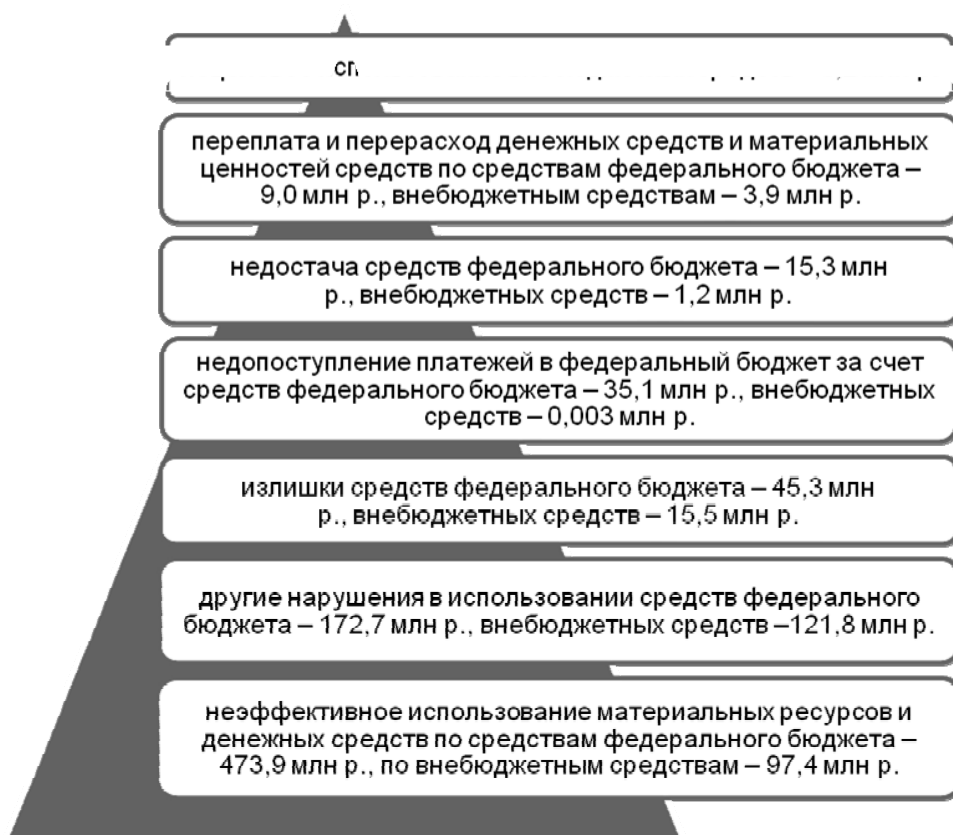 переплата и перерасход денежных средств и материальных
ценностей средств по средствам федерального бюджета –
9,0 млн р., внебюджетным средствам – 3,9 млн р.
недостача средств федерального бюджета – 15,3 млн
р., внебюджетных средств – 1,2 млн р.
недопоступление платежей в федеральный бюджет за счет
средств федерального бюджета – 35,1 млн р., внебюджетных
средств – 0,003 млн р.
излишки средств федерального бюджета – 45,3 млн
р., внебюджетных средств – 15,5 млн р.
другие нарушения в использовании средств федерального
бюджета – 172,7 млн р., внебюджетных средств –121,8 млн р.
неэффективное использование материальных ресурсов и
денежных средств по средствам федерального бюджета –
473,9 млн р., по внебюджетным средствам – 97,4 млн р.